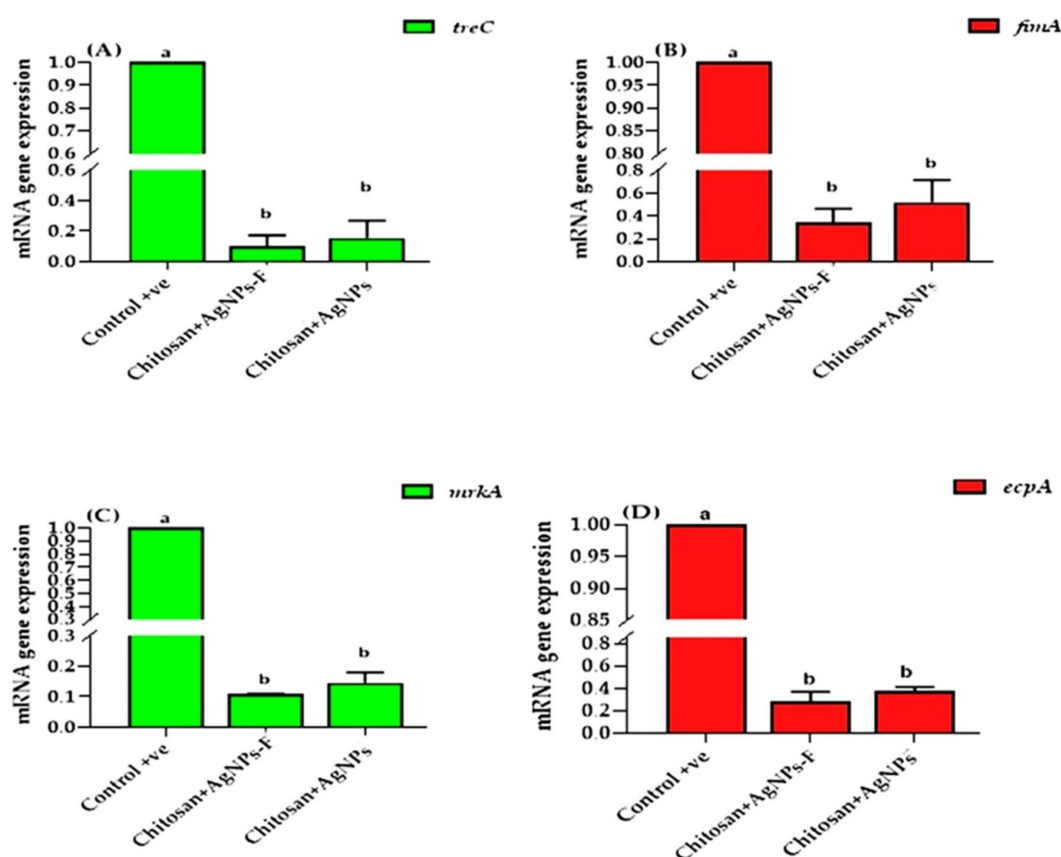 treC
(A)
a
b
b
mRNA gene expression
1.0
0.9
0.8
0.7
0.6
0.6
0.4
0.2
0.0
Control +ve
Chitosan+AgNPs-F
Chitosan+AgNPs
fimA
(B)
a
b
b
mRNA gene expression
1.00
0.95
0.90
0.85
0.80
0.8
0.6
0.4
0.2
0.0
Control +ve
Chitosan+AgNPs-F
Chitosan+AgNPs
mrkA
(C)
a
b
b
mRNA gene expression
1.0
0.9
0.8
0.7
0.6
0.5
0.4
0.3
0.3
0.2
0.1
0.0
Control +ve
Chitosan+AgNPs-F
Chitosan+AgNPs
ecpA
(D)
a
b
b
mRNA gene expression
1.00
0.95
0.90
0.85
0.8
0.6
0.4
0.2
0.0
Control +ve
Chitosan+AgNPs-F
Chitosan+AgNPs